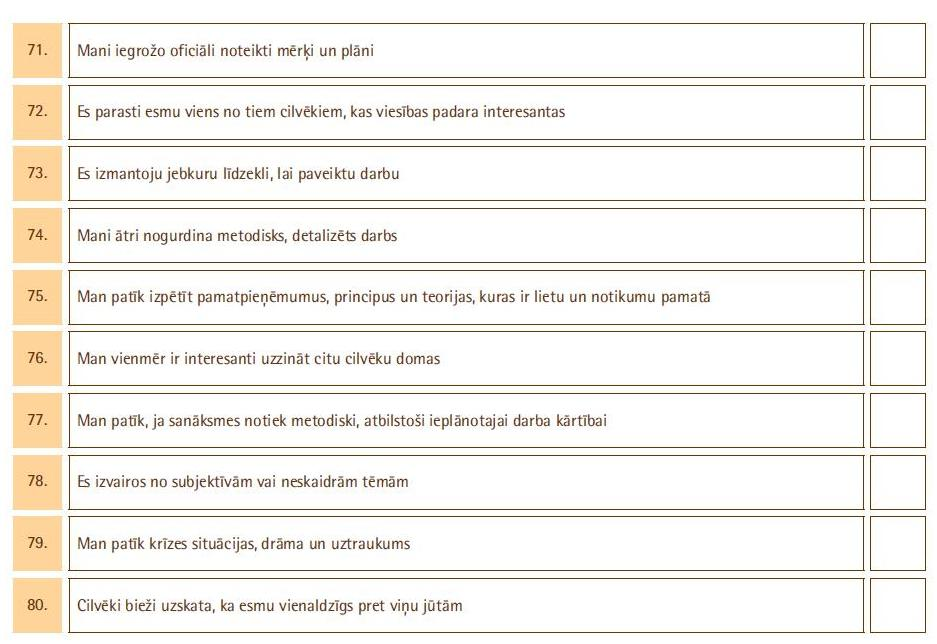 71. Mani iegrožo oficiāli noteikti mērķi un plāni
72. Es parasti esmu viens no tiem cilvēkiem, kas viesības padara interesantas
73. Es izmantoju jebkuru līdzekli, lai paveiktu darbu
74. Mani ātri nogurdina metodisks, detalizēts darbs
75. Man patīk izpētīt pamatpieņēmumus, principus un teorijas, kuras ir lietu un notikumu pamatā
76. Man vienmēr ir interesanti uzzināt citu cilvēku domas
77. Man patīk, ja sanāksmes notiek metodiski, atbilstoši ieplānotajai darba kārtībai
78. Es izvairos no subjektīvām vai neskaidrām tēmām
79. Man patīk krīzes situācijas, drāma un uztraukums
80. Cilvēki bieži uzskata, ka esmu vienaldzīgs pret viņu jūtām